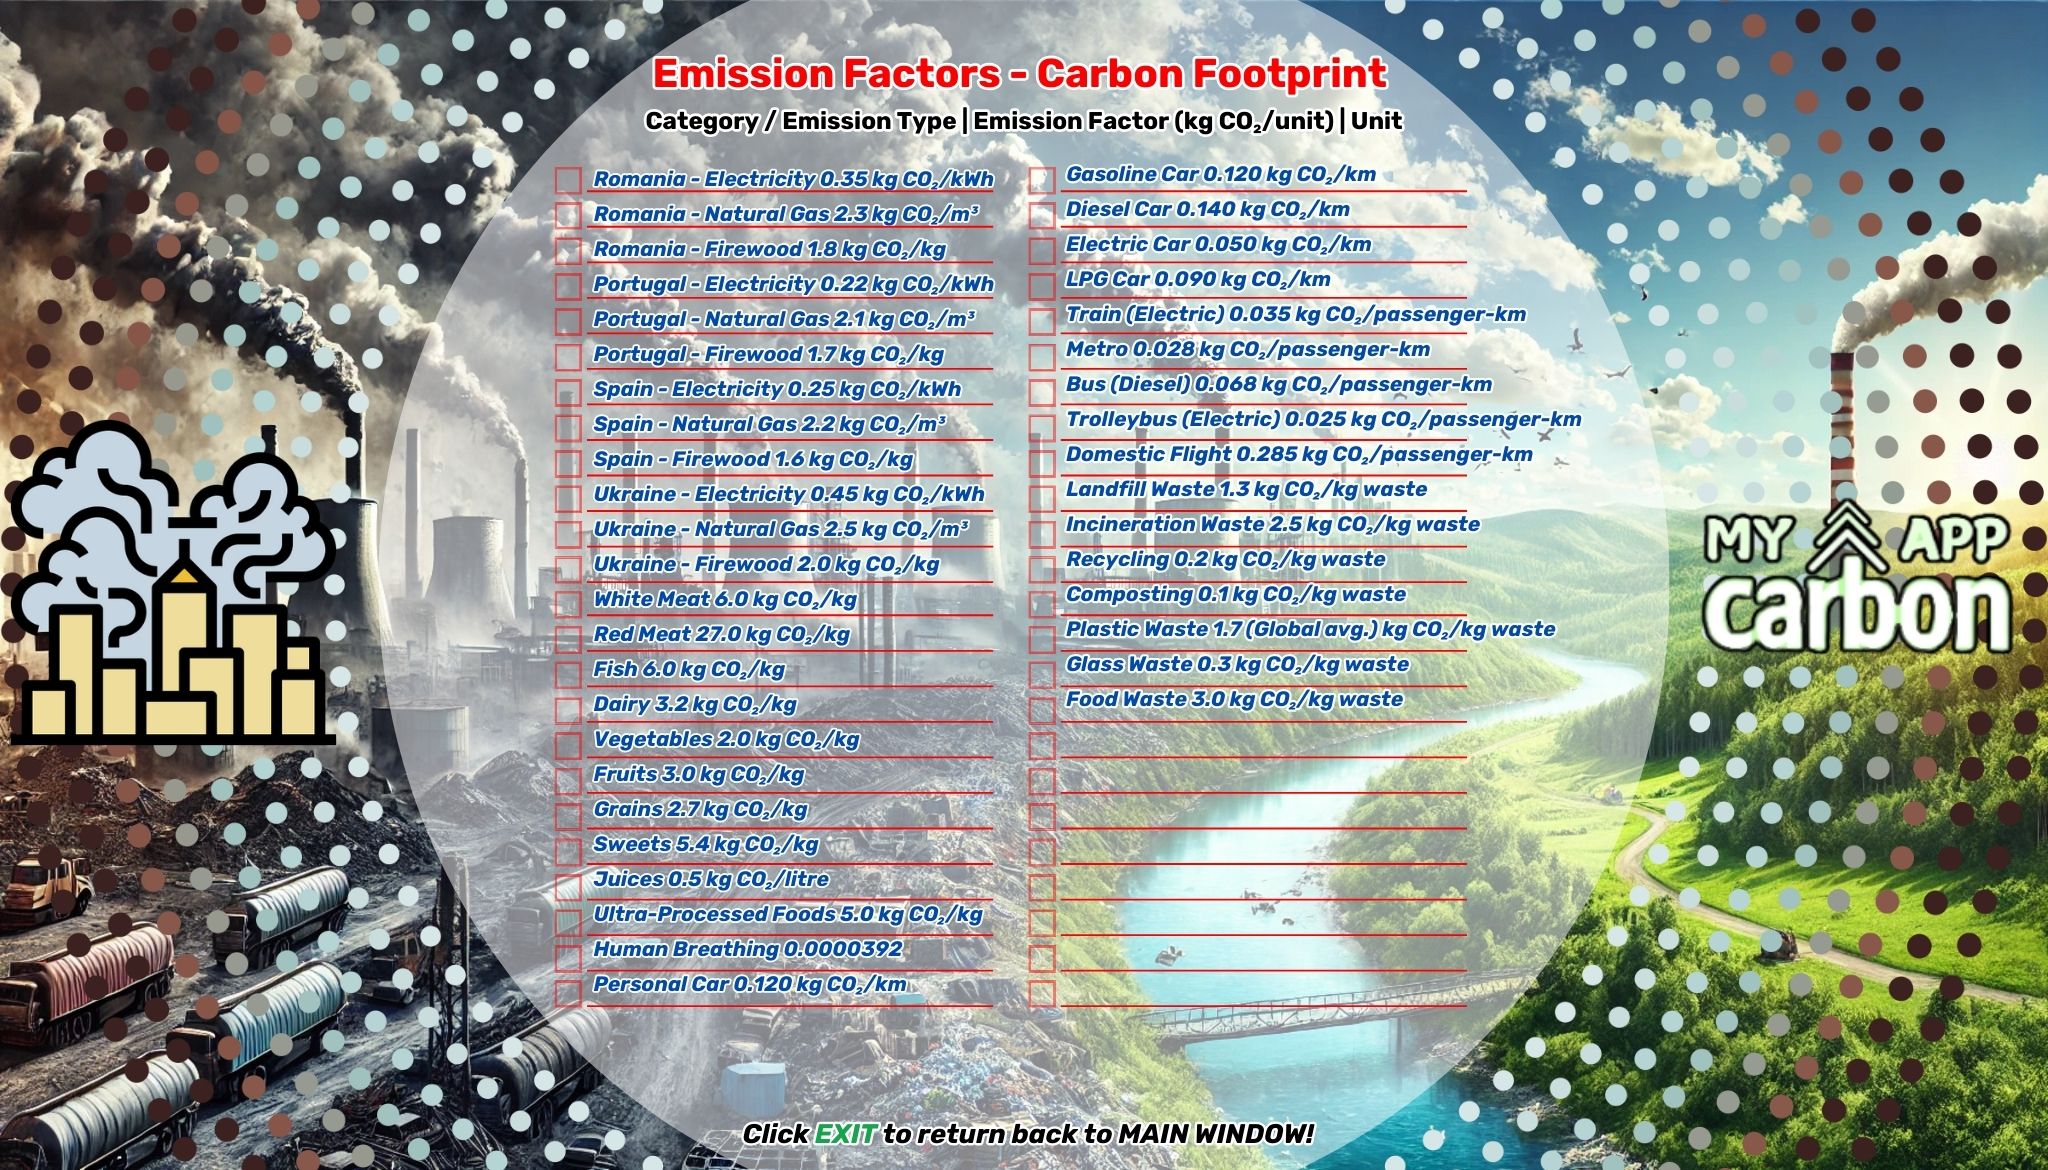 Emission Factors - Carbon Footprint
Category / Emission Type | Emission Factor (kg CO₂/unit) | Unit
Romania - Electricity 0.35 kg CO₂/kWh
Romania - Natural Gas 2.3 kg CO₂/m³
Romania - Firewood 1.8 kg CO₂/kg
Portugal - Electricity 0.22 kg CO₂/kWh
Portugal - Natural Gas 2.1 kg CO₂/m³
Portugal - Firewood 1.7 kg CO₂/kg
Spain - Electricity 0.25 kg CO₂/kWh
Spain - Natural Gas 2.2 kg CO₂/m³
Spain - Firewood 1.6 kg CO₂/kg
Ukraine - Electricity 0.45 kg CO₂/kWh
Ukraine - Natural Gas 2.5 kg CO₂/m³
Ukraine - Firewood 2.0 kg CO₂/kg
White Meat 6.0 kg CO₂/kg
Red Meat 27.0 kg CO₂/kg
Fish 6.0 kg CO₂/kg
Dairy 3.2 kg CO₂/kg
Vegetables 2.0 kg CO₂/kg
Fruits 3.0 kg CO₂/kg
Grains 2.7 kg CO₂/kg
Sweets 5.4 kg CO₂/kg
Juices 0.5 kg CO₂/litre
Ultra-Processed Foods 5.0 kg CO₂/kg
Human Breathing 0.0000392
Personal Car 0.120 kg CO₂/km
Gasoline Car 0.120 kg CO₂/km
Diesel Car 0.140 kg CO₂/km
Electric Car 0.050 kg CO₂/km
LPG Car 0.090 kg CO₂/km
Train (Electric) 0.035 kg CO₂/passenger-km
Metro 0.028 kg CO₂/passenger-km
Bus (Diesel) 0.068 kg CO₂/passenger-km
Trolleybus (Electric) 0.025 kg CO₂/passenger-km
Domestic Flight 0.285 kg CO₂/passenger-km
Landfill Waste 1.3 kg CO₂/kg waste
Incineration Waste 2.5 kg CO₂/kg waste
Recycling 0.2 kg CO₂/kg waste
Composting 0.1 kg CO₂/kg waste
Plastic Waste 1.7 (Global avg.) kg CO₂/kg waste
Glass Waste 0.3 kg CO₂/kg waste
Food Waste 3.0 kg CO₂/kg waste
MY APP
carbon
Click EXIT to return back to MAIN WINDOW!